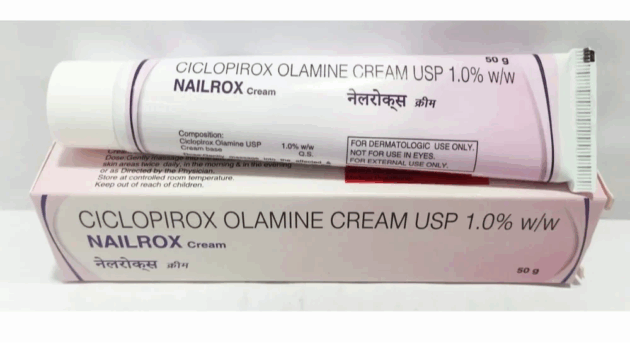 50 g
CICLOPIROX OLAMINE CREAM USP 1.0% w/w
NAILROX Cream
नेलरोक्स क्रीम
Composition:
Ciclopirox Olamine USP 1.0% w/w
Cream base Q.S.
FOR DERMATOLOGIC USE ONLY.
NOT FOR USE IN EYES.
FOR EXTERNAL USE ONLY.
Dose: Gently massage
skin areas twice daily, in the morning & in the evening
or as Directed by the Physician.
Store at controlled room temperature.
Keep out of reach of children.
CICLOPIROX OLAMINE CREAM USP 1.0% w/w
NAILROX Cream
नेलरोक्स क्रीम
50 g